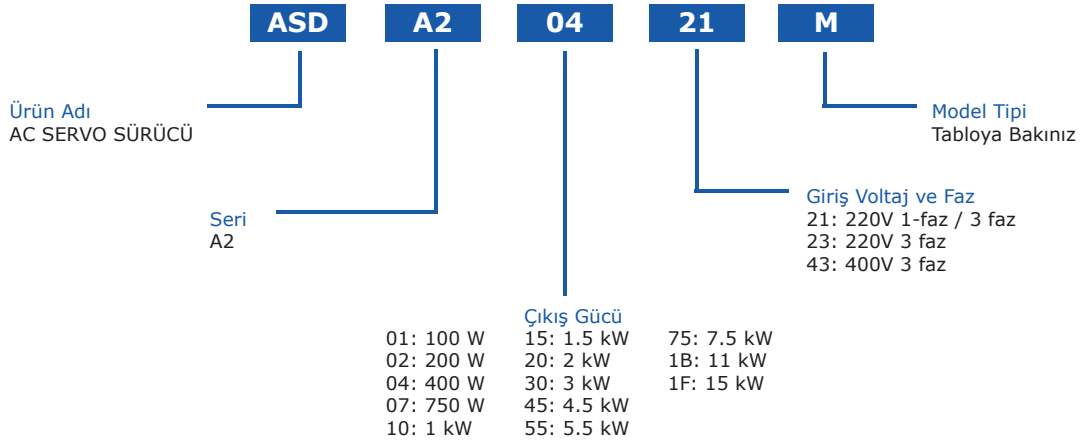 ASD A2 04 21 M
Ürün Adı
AC SERVO SÜRÜCÜ
Model Tipi
Tabloya Bakınız
Seri
A2
Giriş Voltaj ve Faz
21: 220V 1-faz / 3 faz
23: 220V 3 faz
43: 400V 3 faz
Çıkış Gücü
01: 100 W 15: 1.5 kW 75: 7.5 kW
02: 200 W 20: 2 kW 1B: 11 kW
04: 400 W 30: 3 kW 1F: 15 kW
07: 750 W 45: 4.5 kW
10: 1 kW 55: 5.5 kW